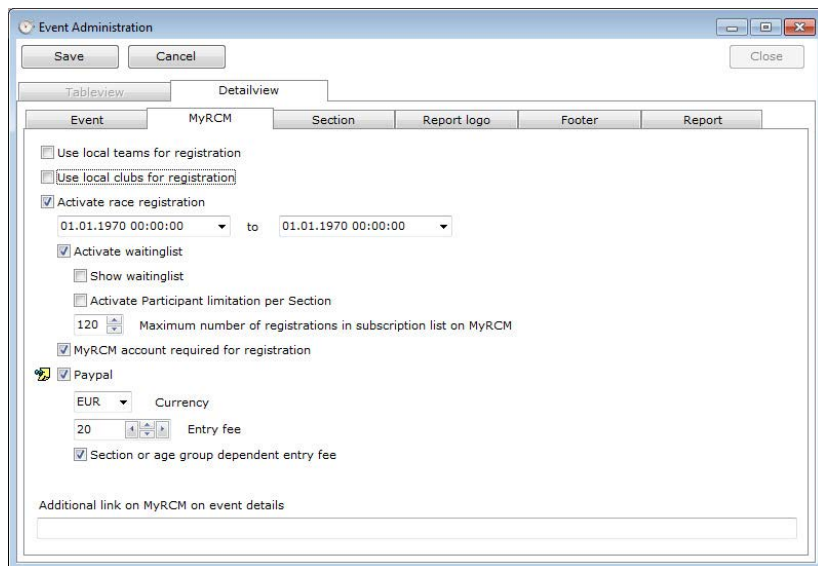 Event Administration
Save Cancel Close
Tableview Detailview
Event MyRCM Section Report logo Footer Report
Use local teams for registration
Use local clubs for registration
Activate race registration
01.01.1970 00:00:00 to 01.01.1970 00:00:00
Activate waitinglist
Show waitinglist
Activate Participant limitation per Section
120 Maximum number of registrations in subscription list on MyRCM
MyRCM account required for registration
Paypal
EUR Currency
20 Entry fee
Section or age group dependent entry fee
Additional link on MyRCM on event details